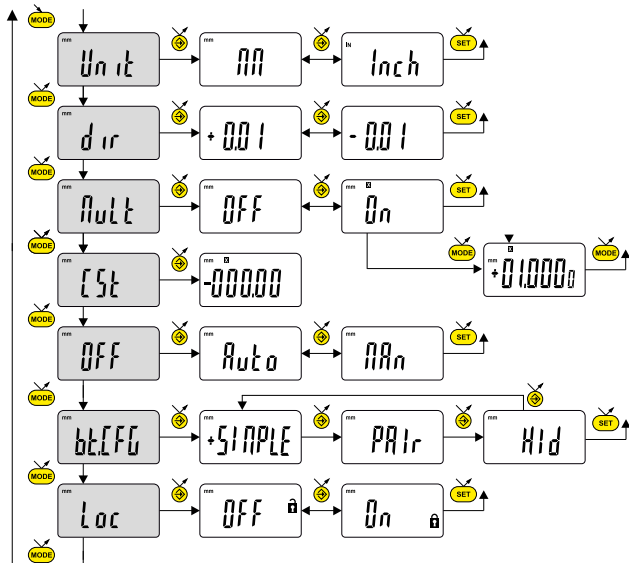 MODE
mm Unit mm MM IN Inch SET
MODE
mm dir mm + 0.01 mm - 0.01 SET
MODE
mm Mult mm OFF mm X On SET
MODE MODE MODE
mm CSt mm X -000.00 mm X +01.0000
MODE
mm OFF mm Auto mm MAn SET
MODE
mm bt.CFG mm +SIMPLE mm PAIr mm Hid SET
MODE
mm Loc mm OFF mm On SET
MODE